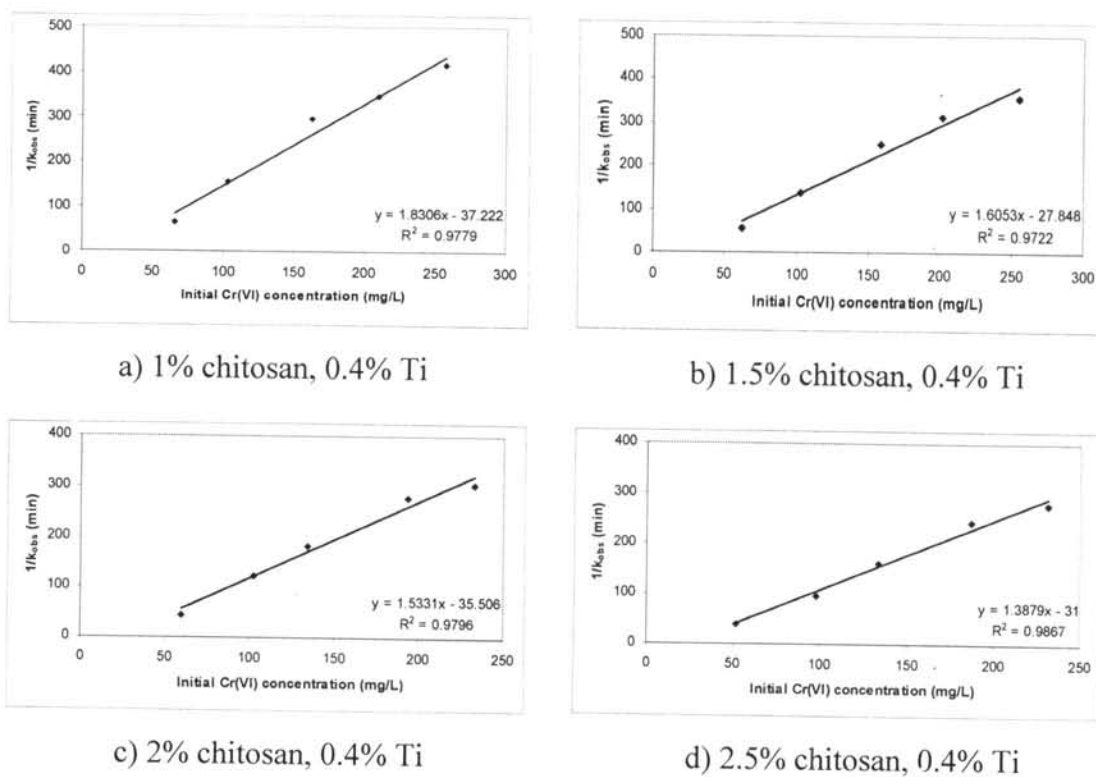 500
400
300
200
100
0
1/kobs (min)
y = 1.8306x - 37.222
R² = 0.9779
0 50 100 150 200 250 300
Initial Cr(VI) concentration (mg/L)
a) 1% chitosan, 0.4% Ti
500
400
300
200
100
0
1/kobs (min)
y = 1.6053x - 27.848
R² = 0.9722
0 50 100 150 200 250 300
Initial Cr(VI) concentration (mg/L)
b) 1.5% chitosan, 0.4% Ti
400
300
200
100
0
1/kobs (min)
y = 1.5331x - 35.506
R² = 0.9796
0 50 100 150 200 250
Initial Cr(VI) concentration (mg/L)
c) 2% chitosan, 0.4% Ti
400
300
200
100
0
1/kobs (min)
y = 1.3879x - 31
R² = 0.9867
0 50 100 150 200 250
Initial Cr(VI) concentration (mg/L)
d) 2.5% chitosan, 0.4% Ti